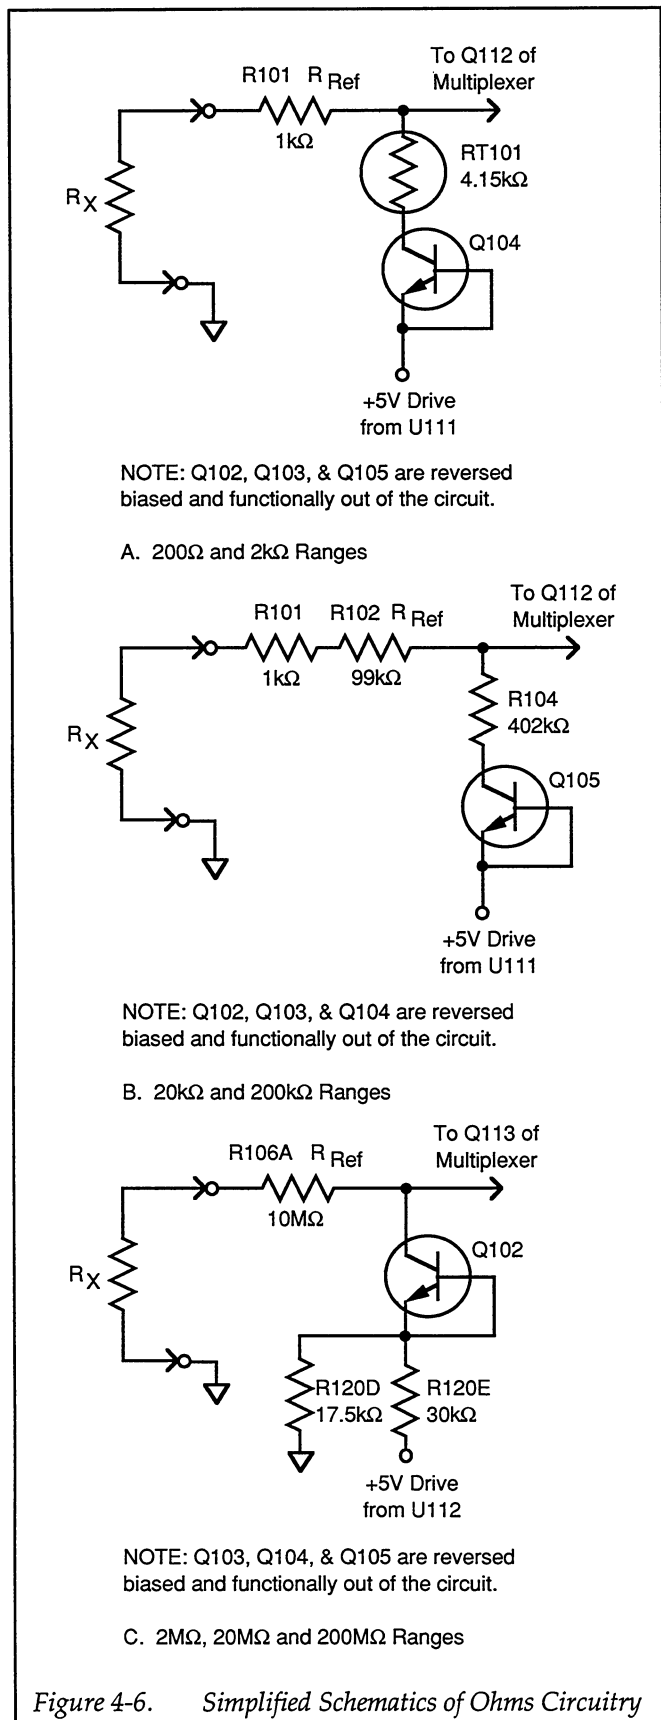 To Q112 of
Multiplexer
R101 R Ref
1kΩ
RT101
4.15kΩ
RX
Q104
+5V Drive
from U111
NOTE: Q102, Q103, & Q105 are reversed
biased and functionally out of the circuit.
A. 200Ω and 2kΩ Ranges
To Q112 of
Multiplexer
R101 R102 R Ref
1kΩ 99kΩ
R104
402kΩ
RX
Q105
+5V Drive
from U111
NOTE: Q102, Q103, & Q104 are reversed
biased and functionally out of the circuit.
B. 20kΩ and 200kΩ Ranges
To Q113 of
Multiplexer
R106A R Ref
10MΩ
Q102
RX
R120D R120E
17.5kΩ 30kΩ
+5V Drive
from U112
NOTE: Q103, Q104, & Q105 are reversed
biased and functionally out of the circuit.
C. 2MΩ, 20MΩ and 200MΩ Ranges
Figure 4-6. Simplified Schematics of Ohms Circuitry